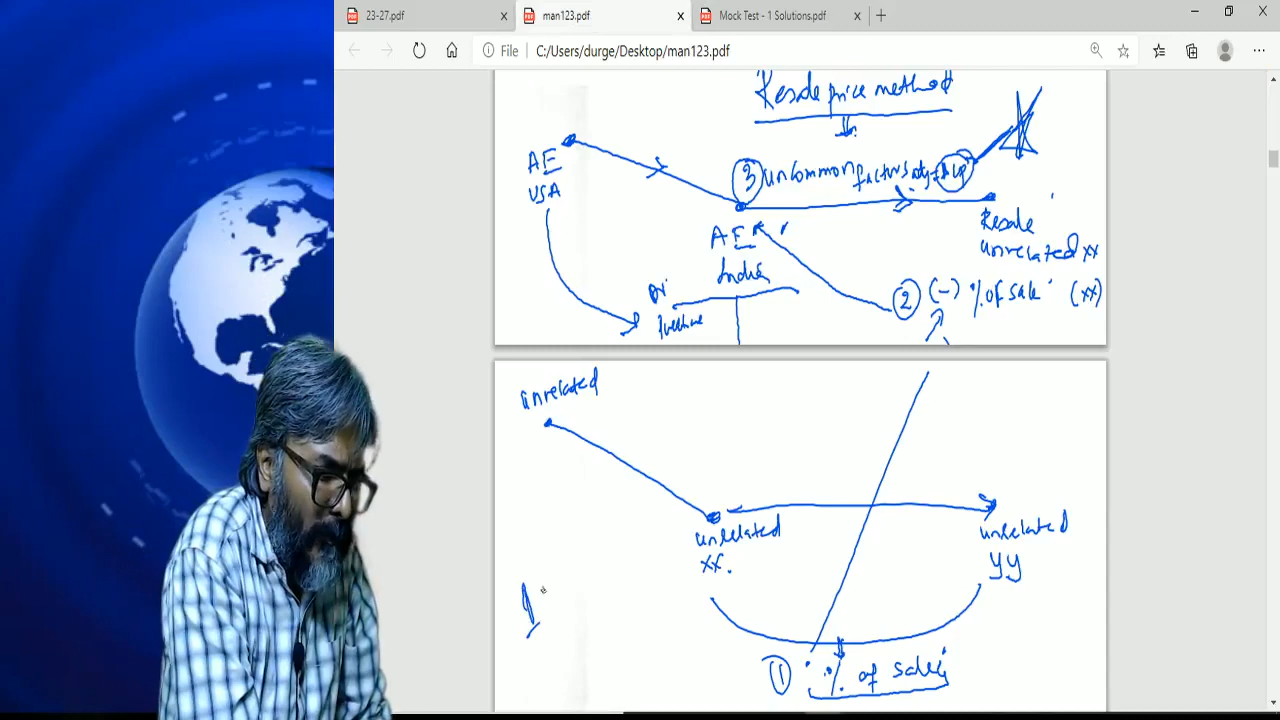 23-27.pdf
man123.pdf
Mock Test - 1 Solutions.pdf
File
C:/Users/durge/Desktop/man123.pdf
Resale price method
AE
USA
③ uncommon factors
AE
India
Resale
unrelated xx
② (-) % of sale (xx)
unrelated
unrelated
xx.
unrelated
yy
① % of sale